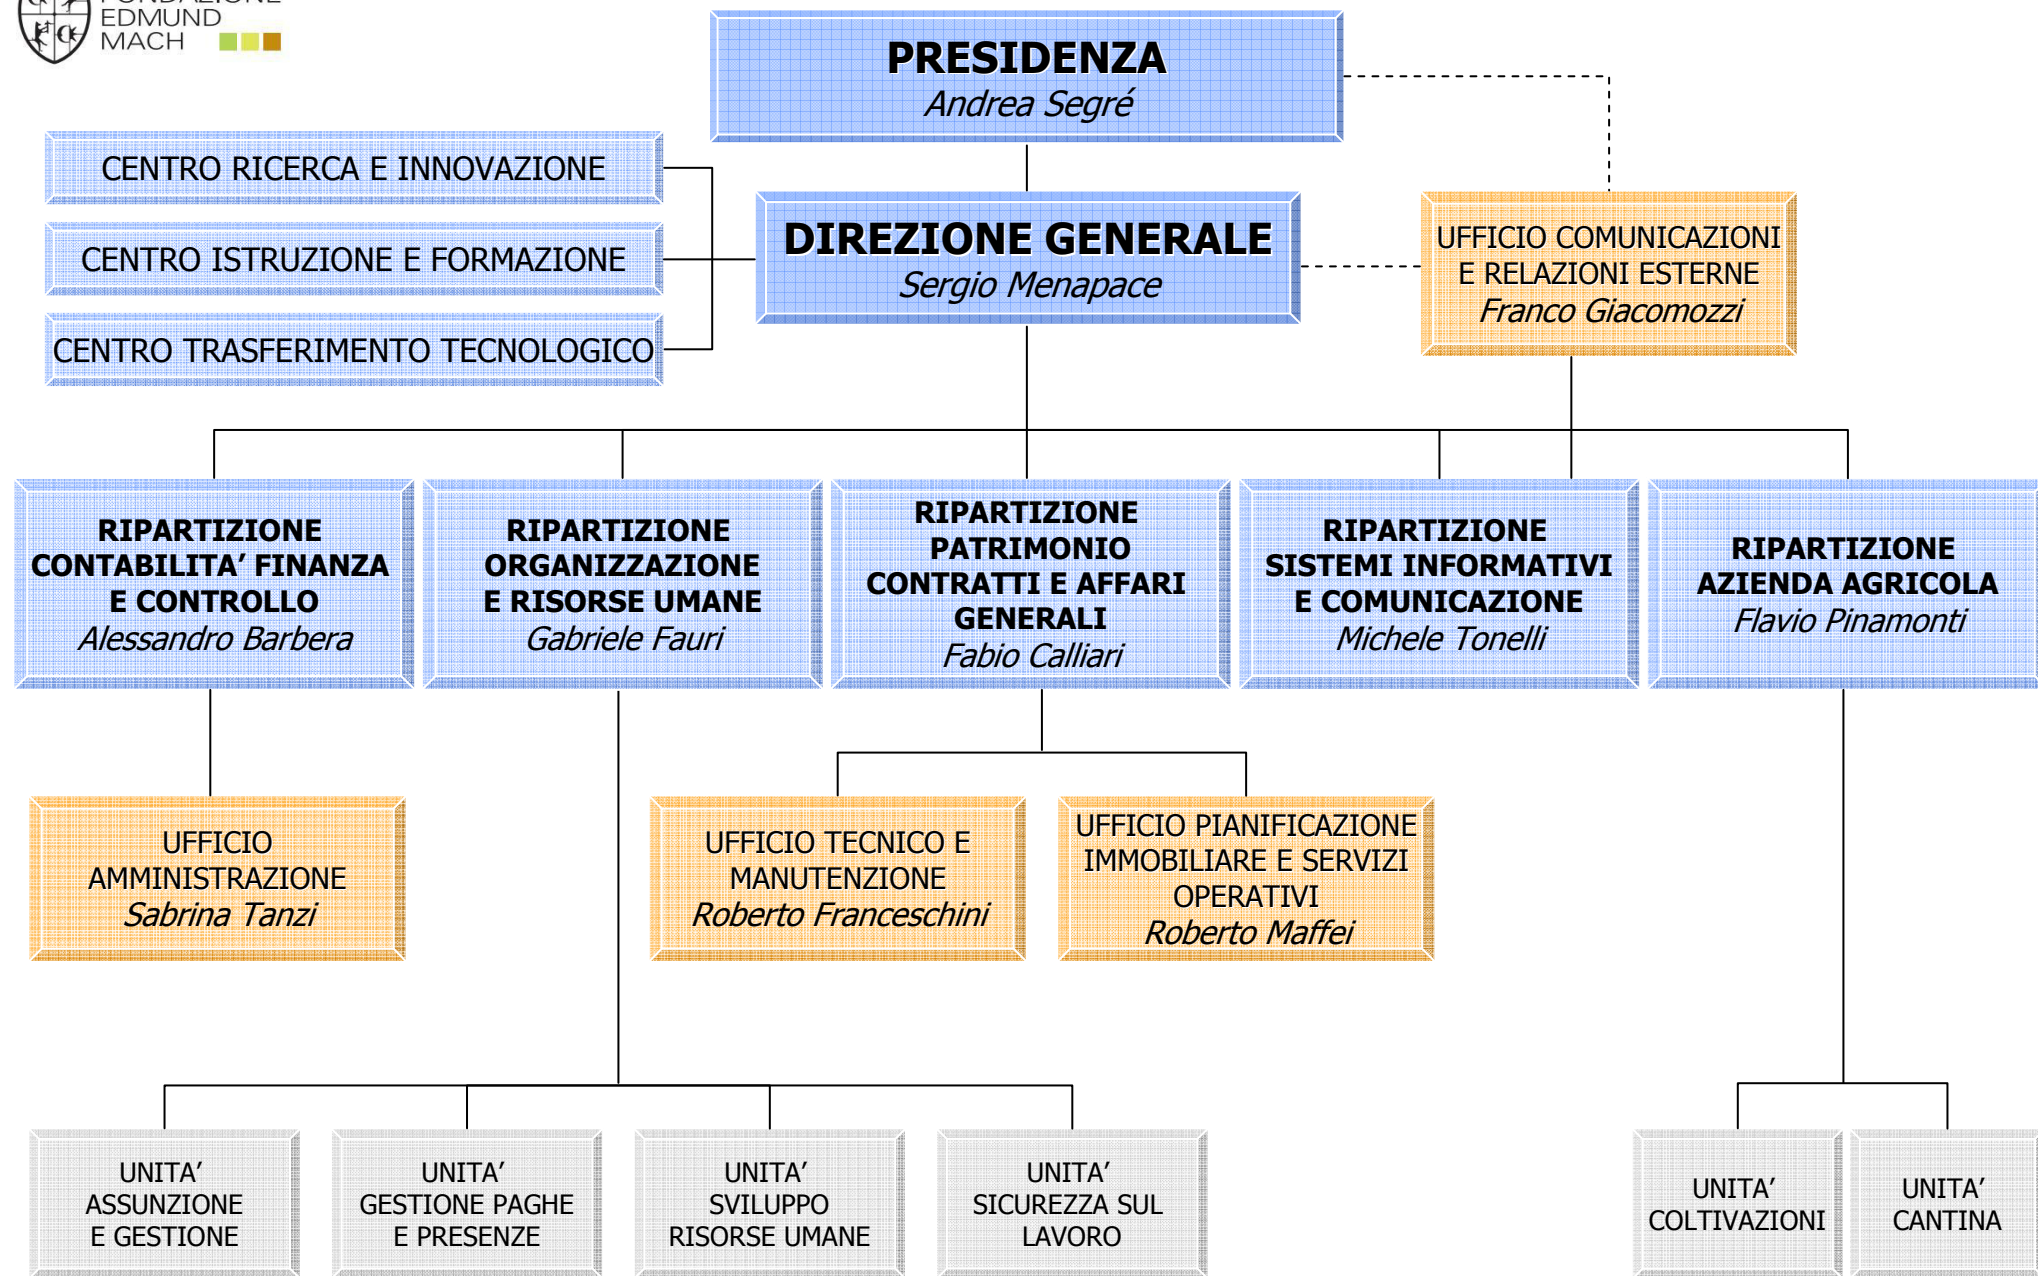 FONDAZIONE
EDMUND
MACH
PRESIDENZA
Andrea Segré
CENTRO RICERCA E INNOVAZIONE
CENTRO ISTRUZIONE E FORMAZIONE
CENTRO TRASFERIMENTO TECNOLOGICO
DIREZIONE GENERALE
Sergio Menapace
UFFICIO COMUNICAZIONI
E RELAZIONI ESTERNE
Franco Giacomozzi
RIPARTIZIONE
CONTABILITA’ FINANZA
E CONTROLLO
Alessandro Barbera
RIPARTIZIONE
ORGANIZZAZIONE
E RISORSE UMANE
Gabriele Fauri
RIPARTIZIONE
PATRIMONIO
CONTRATTI E AFFARI
GENERALI
Fabio Calliari
RIPARTIZIONE
SISTEMI INFORMATIVI
E COMUNICAZIONE
Michele Tonelli
RIPARTIZIONE
AZIENDA AGRICOLA
Flavio Pinamonti
UFFICIO
AMMINISTRAZIONE
Sabrina Tanzi
UFFICIO TECNICO E
MANUTENZIONE
Roberto Franceschini
UFFICIO PIANIFICAZIONE
IMMOBILIARE E SERVIZI
OPERATIVI
Roberto Maffei
UNITA’
ASSUNZIONE
E GESTIONE
UNITA’
GESTIONE PAGHE
E PRESENZE
UNITA’
SVILUPPO
RISORSE UMANE
UNITA’
SICUREZZA SUL
LAVORO
UNITA’
COLTIVAZIONI
UNITA’
CANTINA